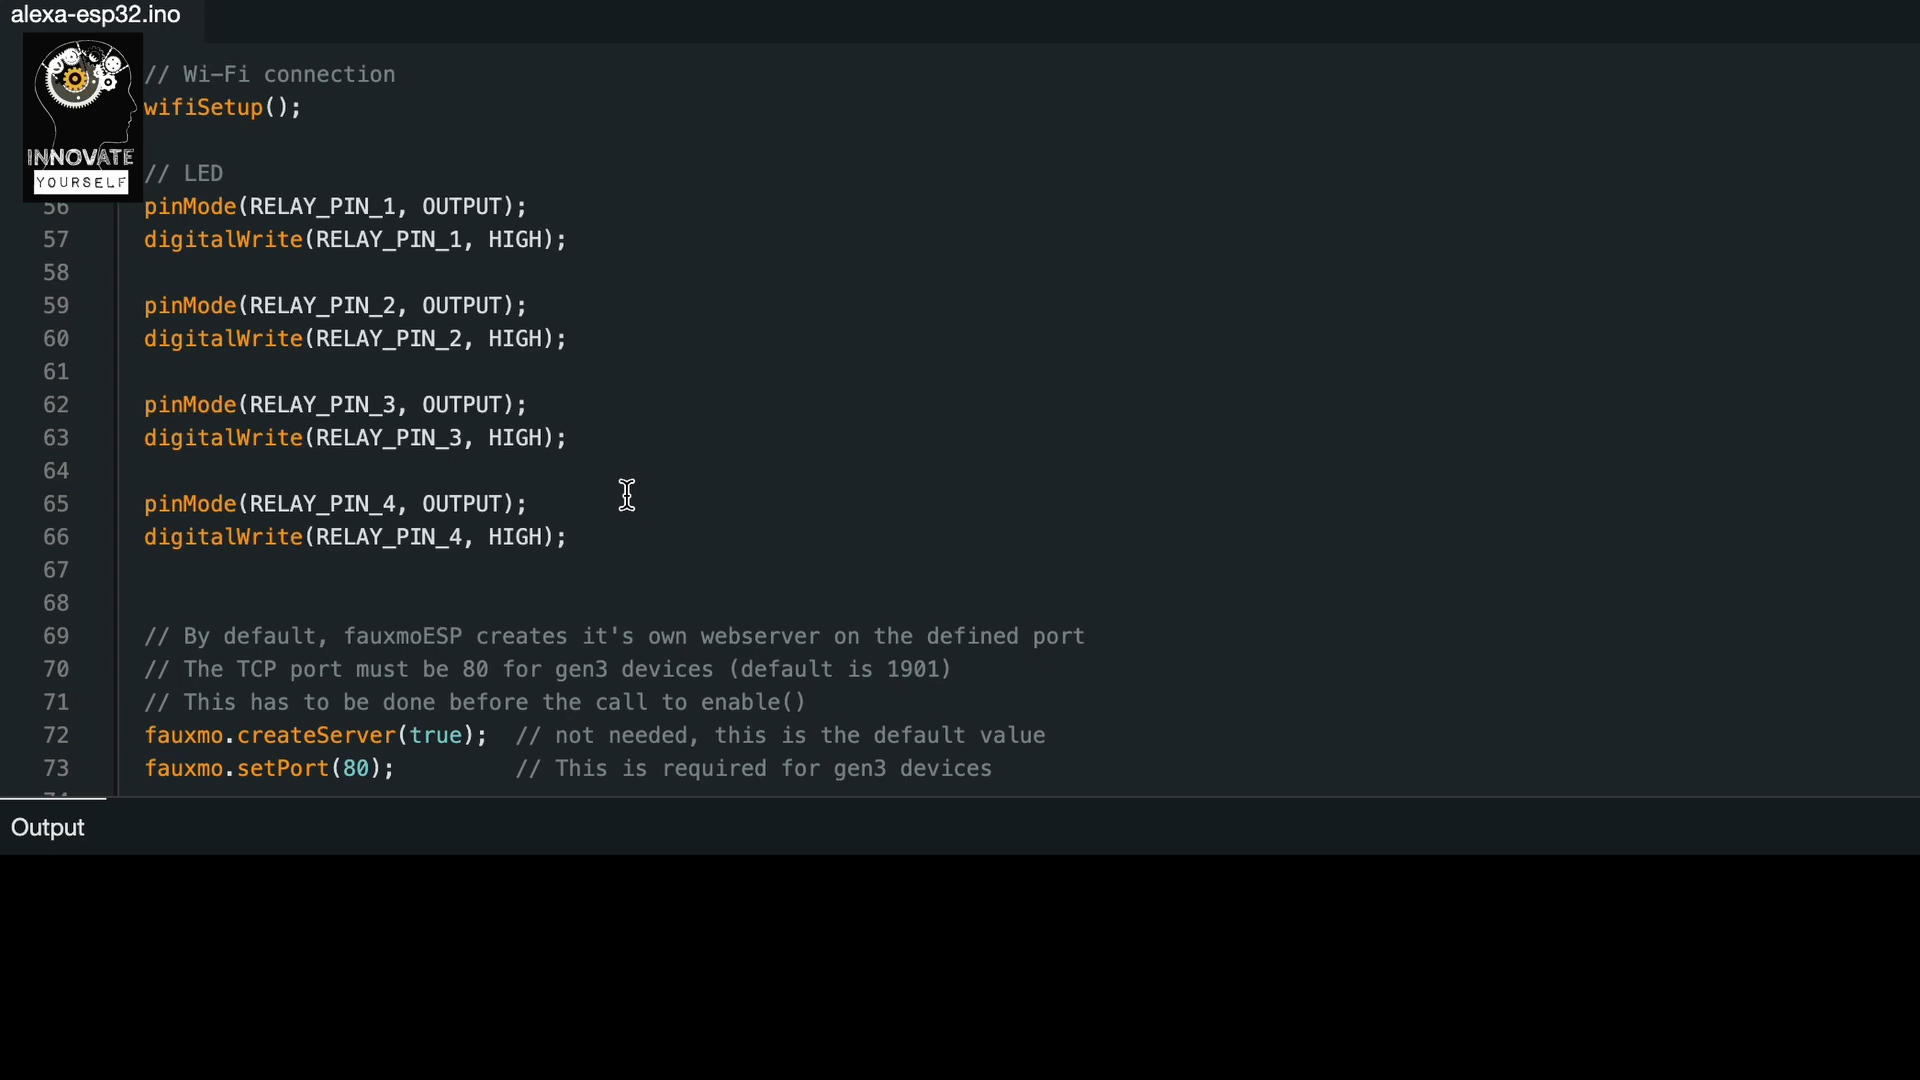 alexa-esp32.ino
INNOVATE
YOURSELF
// Wi-Fi connection
wifiSetup();
// LED
56 pinMode(RELAY_PIN_1, OUTPUT);
57 digitalWrite(RELAY_PIN_1, HIGH);
58
59 pinMode(RELAY_PIN_2, OUTPUT);
60 digitalWrite(RELAY_PIN_2, HIGH);
61
62 pinMode(RELAY_PIN_3, OUTPUT);
63 digitalWrite(RELAY_PIN_3, HIGH);
64
65 pinMode(RELAY_PIN_4, OUTPUT);
66 digitalWrite(RELAY_PIN_4, HIGH);
67
68
69 // By default, fauxmoESP creates it's own webserver on the defined port
70 // The TCP port must be 80 for gen3 devices (default is 1901)
71 // This has to be done before the call to enable()
72 fauxmo.createServer(true); // not needed, this is the default value
73 fauxmo.setPort(80); // This is required for gen3 devices
Output